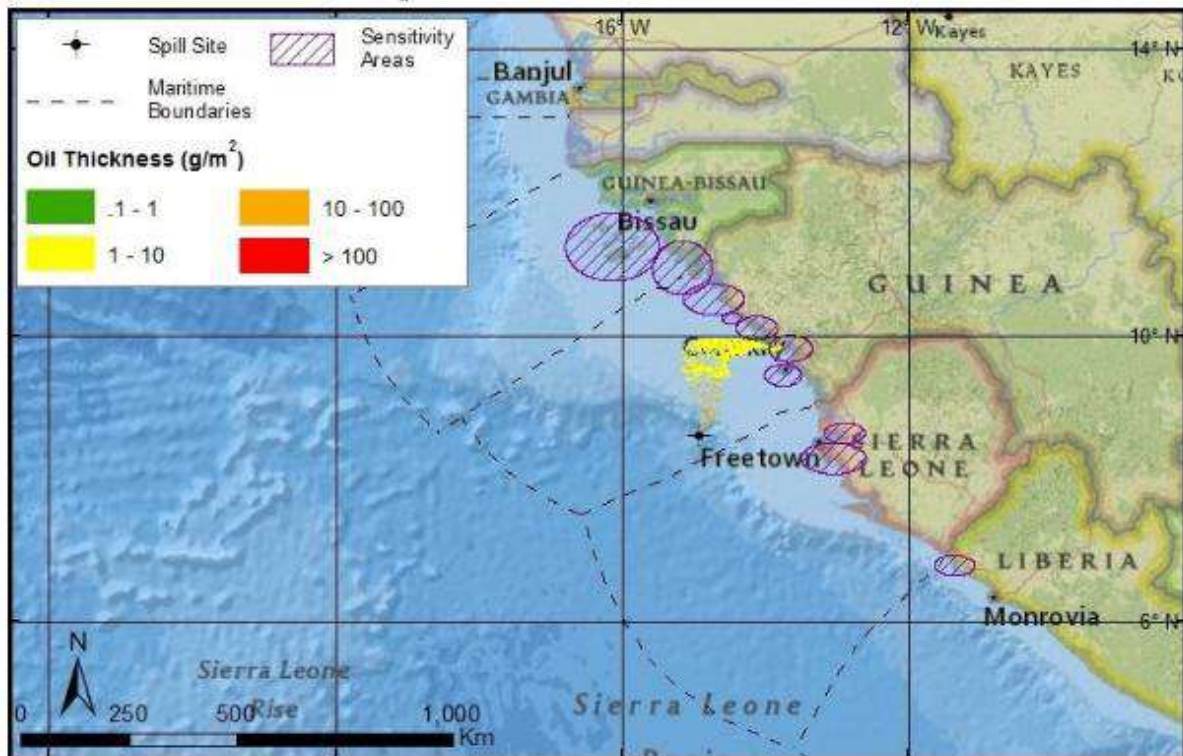 Spill Site
Sensitivity
Areas
Maritime
Boundaries
Oil Thickness (g/m²)
.1 - 1
10 - 100
1 - 10
> 100
16° W
12° W
Kayes
14° N
KAYES
Banjul
GAMBIA
GUINEA-BISSAU
Bissau
GUINEA
10° N
Freetown
SIERRA
LEONE
LIBERIA
Monrovia
6° N
N
Sierra Leone
Rise
Sierra Leone
0 250 500 1,000
Km